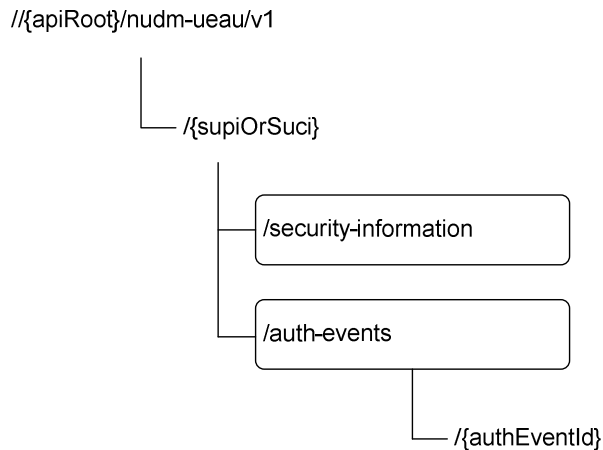 //{apiRoot}/nudm-ueau/v1
/{supiOrSuci}
/security-information
/auth-events
/{authEventId}